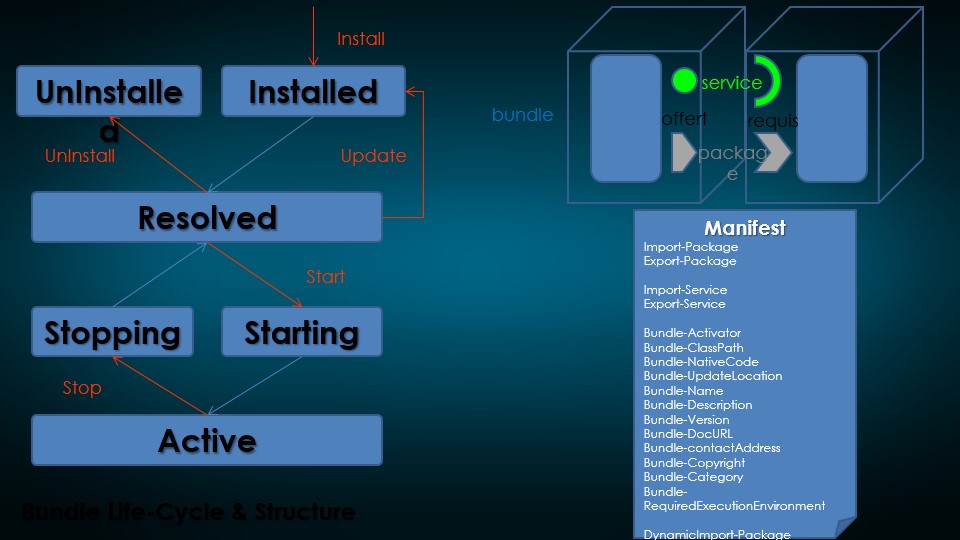 Install
UnInstalle
d
Installed
UnInstall
Update
Resolved
Start
Stopping
Starting
Stop
Active
Bundle Life-Cycle & Structure
bundle
service
offert
requis
packag
e
Manifest
Import-Package
Export-Package
Import-Service
Export-Service
Bundle-Activator
Bundle-ClassPath
Bundle-NativeCode
Bundle-UpdateLocation
Bundle-Name
Bundle-Description
Bundle-Version
Bundle-DocURL
Bundle-contactAddress
Bundle-Copyright
Bundle-Category
Bundle-
RequiredExecutionEnvironment
DynamicImport-Package